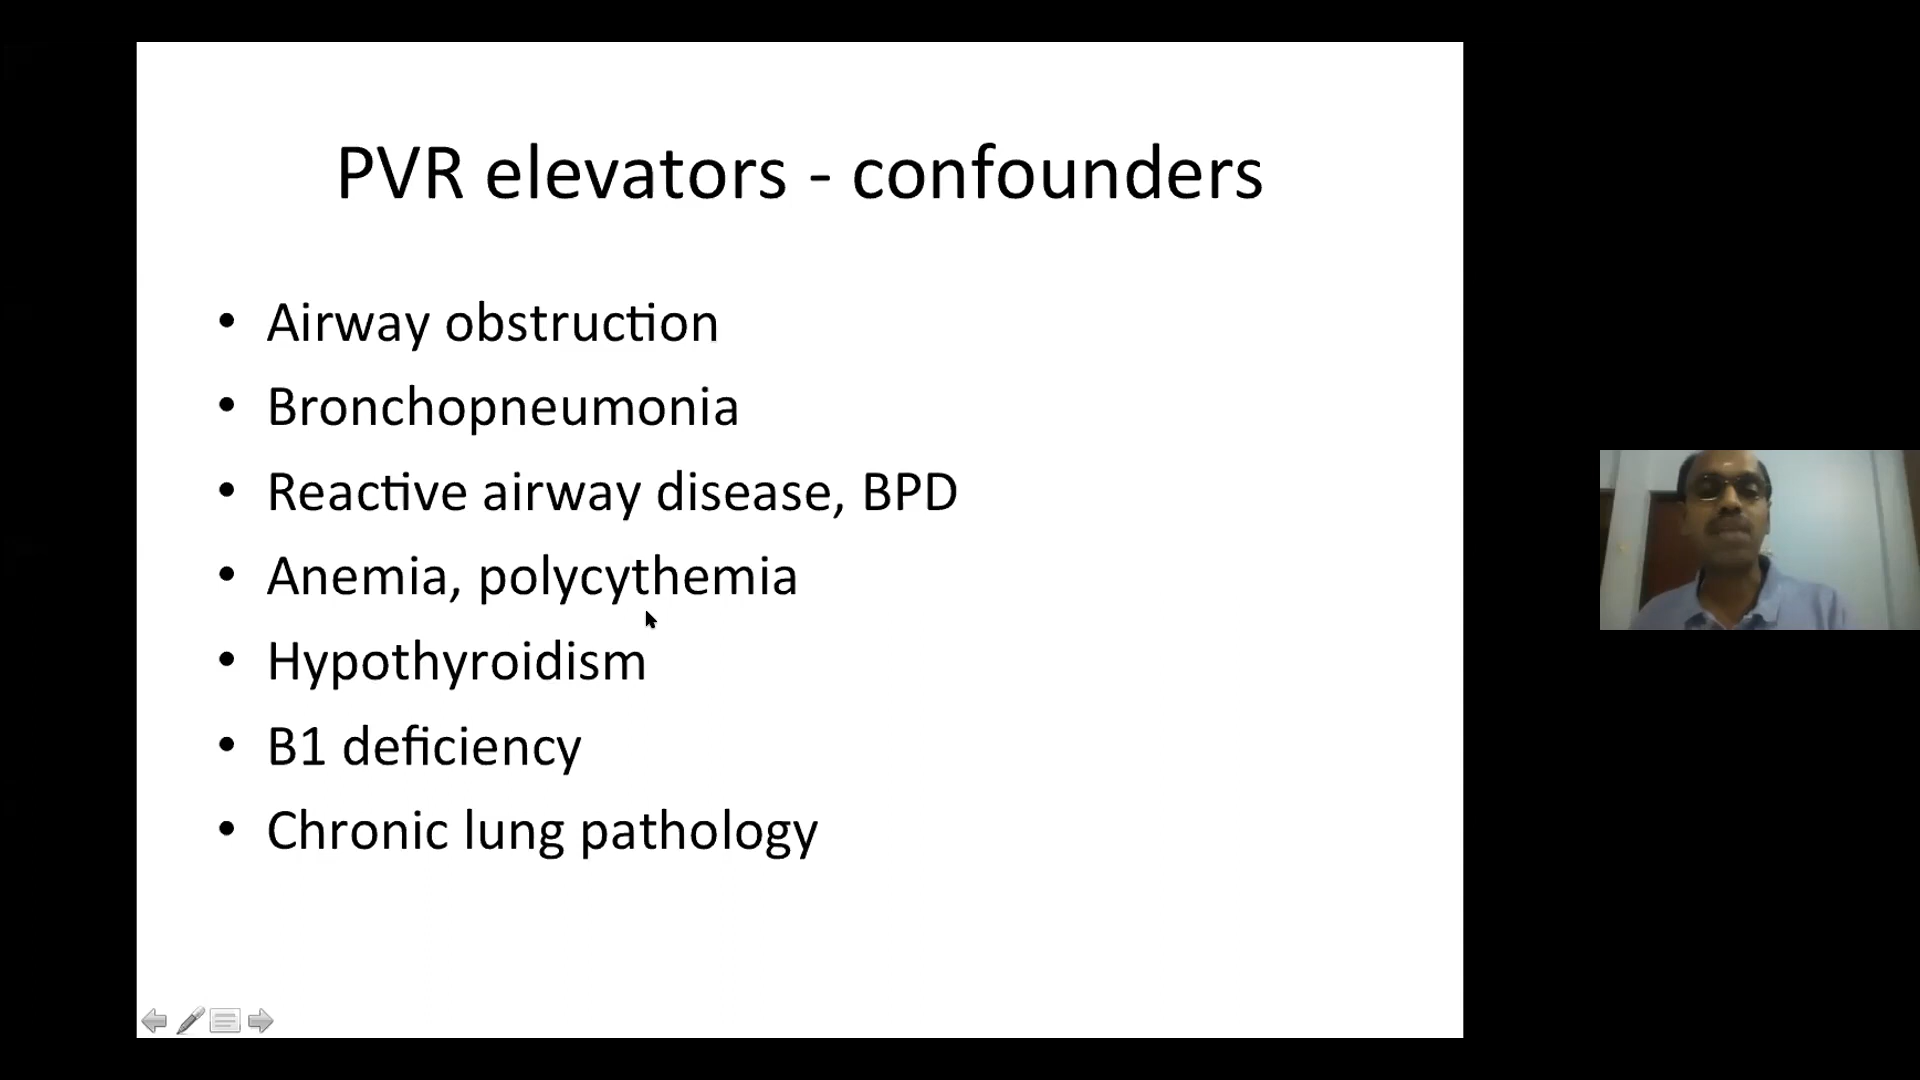 PVR elevators - confounders
• Airway obstruction
• Bronchopneumonia
• Reactive airway disease, BPD
• Anemia, polycythemia
• Hypothyroidism
• B1 deficiency
• Chronic lung pathology